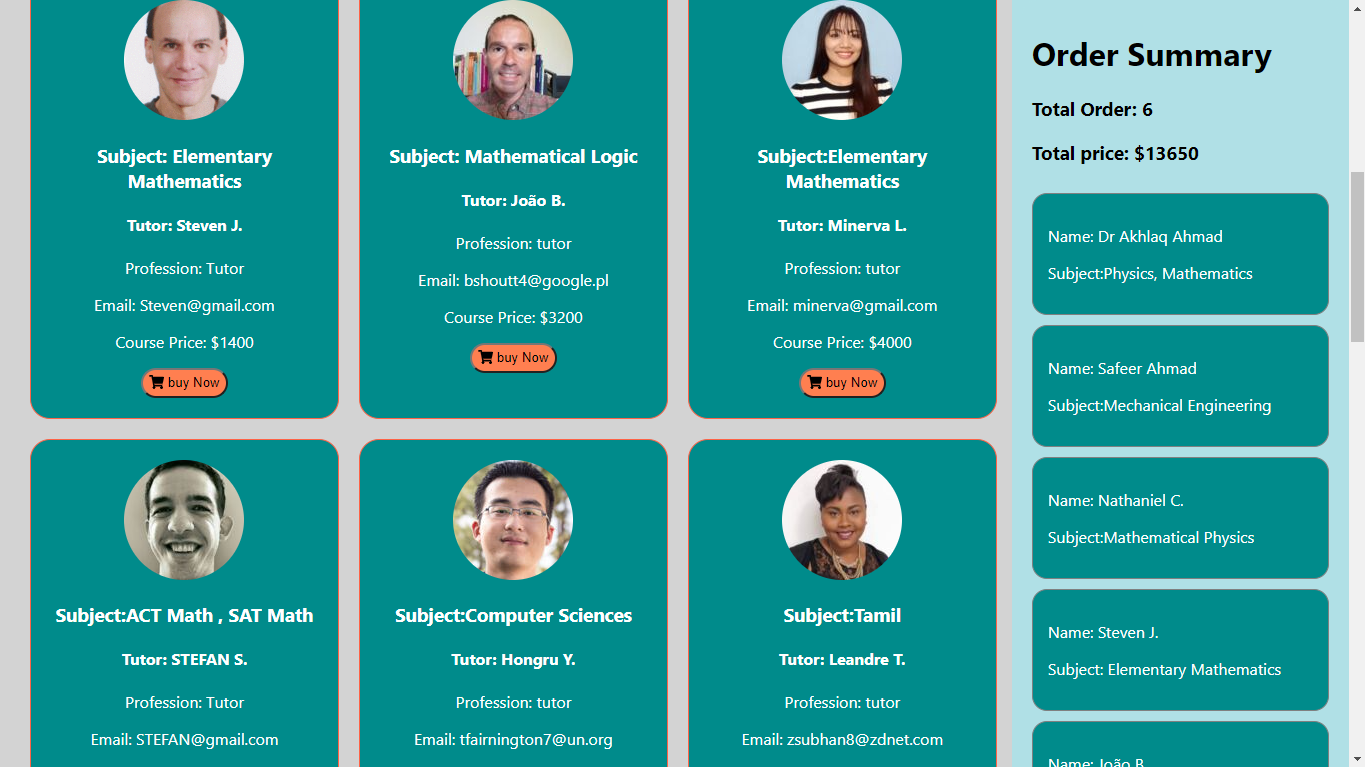 Subject: Elementary
Mathematics
Tutor: Steven J.
Profession: Tutor
Email: Steven@gmail.com
Course Price: $1400
buy Now
Subject: Mathematical Logic
Tutor: João B.
Profession: tutor
Email: bshoutt4@google.pl
Course Price: $3200
buy Now
Subject:Elementary
Mathematics
Tutor: Minerva L.
Profession: tutor
Email: minerva@gmail.com
Course Price: $4000
buy Now
Subject:ACT Math , SAT Math
Tutor: STEFAN S.
Profession: Tutor
Email: STEFAN@gmail.com
Subject:Computer Sciences
Tutor: Hongru Y.
Profession: tutor
Email: tfairnington7@un.org
Subject:Tamil
Tutor: Leandre T.
Profession: tutor
Email: zsubhan8@zdnet.com
Order Summary
Total Order: 6
Total price: $13650
Name: Dr Akhlaq Ahmad
Subject:Physics, Mathematics
Name: Safeer Ahmad
Subject:Mechanical Engineering
Name: Nathaniel C.
Subject:Mathematical Physics
Name: Steven J.
Subject: Elementary Mathematics
Name: João B.